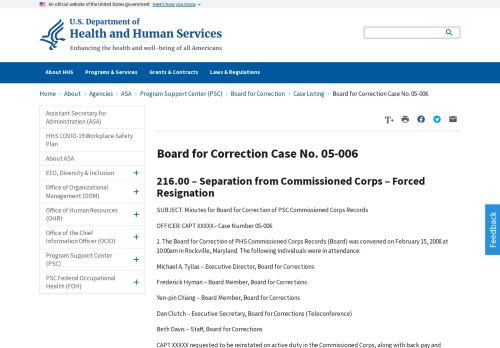 An official website of the United States government Here's how you know
U.S. Department of
Health and Human Services
Enhancing the health and well-being of all Americans
About HHS Programs & Services Grants & Contracts Laws & Regulations
Home > About > Agencies > ASA > Program Support Center (PSC) > Board for Correction > Case Listing > Board for Correction Case No. 05-006
Assistant Secretary for
Administration (ASA)
HHS COVID-19 Workplace Safety
Plan
About ASA
EEO, Diversity & Inclusion +
Office of Organizational
Management (OOM) +
Office of Human Resources
(OHR) +
Office of the Chief
Information Officer (OCIO) +
Program Support Center
(PSC) +
PSC Federal Occupational
Health (FOH) +
T+
Board for Correction Case No. 05-006
216.00 – Separation from Commissioned Corps – Forced
Resignation
SUBJECT: Minutes for Board for Correction of PSC Commissioned Corps Records
OFFICER: CAPT XXXXX– Case Number 05-006
1. The Board for Correction of PHS Commissioned Corps Records (Board) was convened on February 15, 2008 at
10:00am in Rockville, Maryland. The following individuals were in attendance:
Michael A. Tyllas – Executive Director, Board for Corrections
Frederick Hyman – Board Member, Board for Corrections
Yen-pin Chiang – Board Member, Board for Corrections
Dan Clutch – Executive Secretary, Board for Corrections (Teleconference)
Beth Davis – Staff, Board for Corrections
CAPT XXXXX requested to be reinstated on active duty in the Commissioned Corps, along with back pay and
Feedback